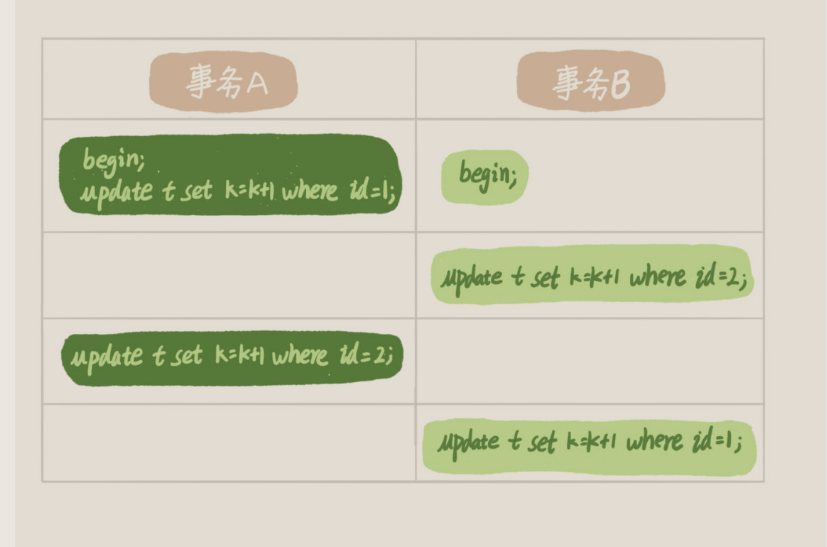 事务A
事务B
begin;
update t set k=k+1 where id=1;
begin;
update t set k=k+1 where id=2;
update t set k=k+1 where id=2;
update t set k=k+1 where id=1;